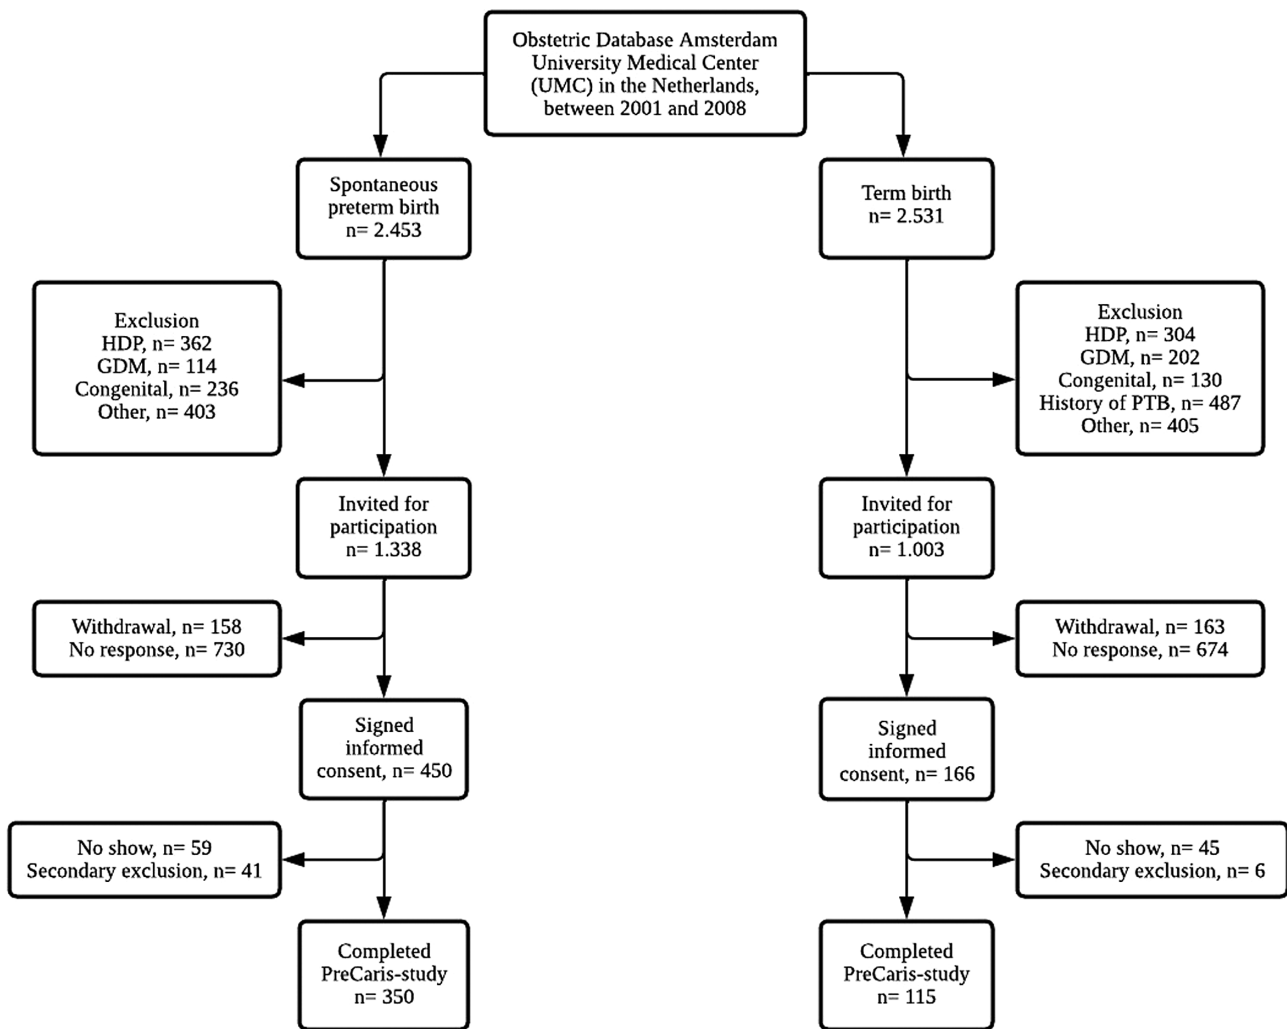 Obstetric Database Amsterdam
University Medical Center
(UMC) in the Netherlands,
between 2001 and 2008
Spontaneous
preterm birth
n= 2.453
Term birth
n= 2.531
Exclusion
HDP, n= 362
GDM, n= 114
Congenital, n= 236
Other, n= 403
Exclusion
HDP, n= 304
GDM, n= 202
Congenital, n= 130
History of PTB, n= 487
Other, n= 405
Invited for
participation
n= 1.338
Invited for
participation
n= 1.003
Withdrawal, n= 158
No response, n= 730
Withdrawal, n= 163
No response, n= 674
Signed
informed
consent, n= 450
Signed
informed
consent, n= 166
No show, n= 59
Secondary exclusion, n= 41
No show, n= 45
Secondary exclusion, n= 6
Completed
PreCaris-study
n= 350
Completed
PreCaris-study
n= 115